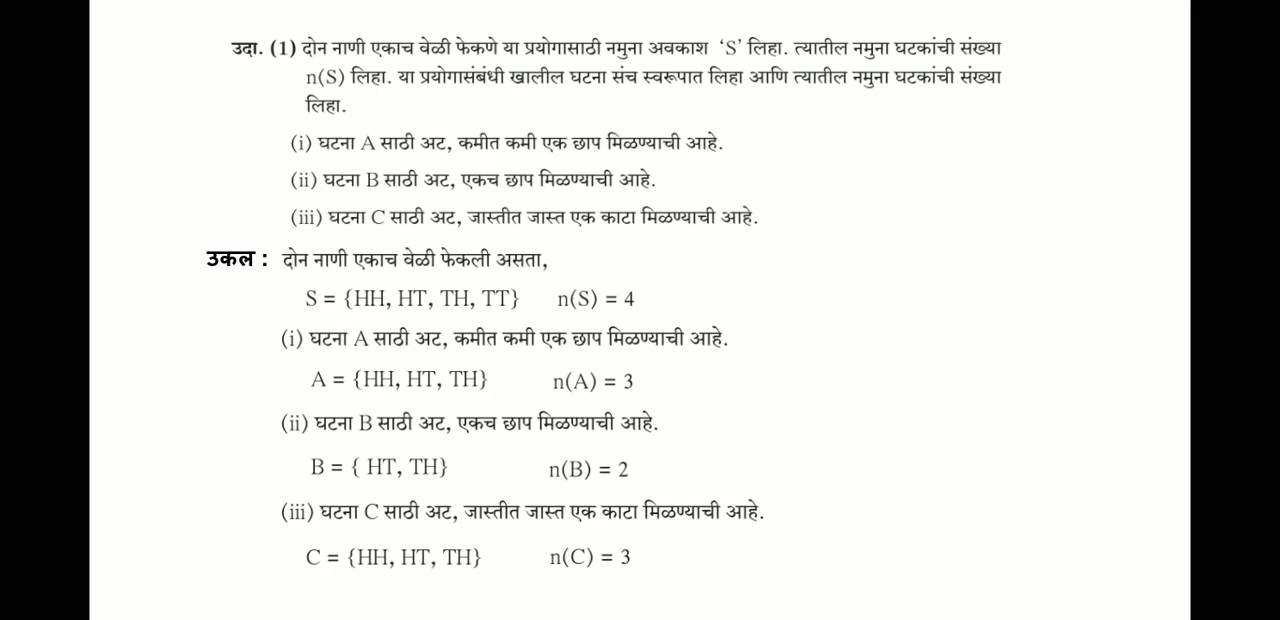 उदा. (1) दोन नाणी एकाच वेळी फेकणे या प्रयोगासाठी नमुना अवकाश ‘S’ लिहा. त्यातील नमुना घटकांची संख्या
n(S) लिहा. या प्रयोगासंबंधी खालील घटना संच स्वरूपात लिहा आणि त्यातील नमुना घटकांची संख्या
लिहा.
(i) घटना A साठी अट, कमीत कमी एक छाप मिळण्याची आहे.
(ii) घटना B साठी अट, एकच छाप मिळण्याची आहे.
(iii) घटना C साठी अट, जास्तीत जास्त एक काटा मिळण्याची आहे.
उकल : दोन नाणी एकाच वेळी फेकली असता,
S = {HH, HT, TH, TT} n(S) = 4
(i) घटना A साठी अट, कमीत कमी एक छाप मिळण्याची आहे.
A = {HH, HT, TH} n(A) = 3
(ii) घटना B साठी अट, एकच छाप मिळण्याची आहे.
B = { HT, TH} n(B) = 2
(iii) घटना C साठी अट, जास्तीत जास्त एक काटा मिळण्याची आहे.
C = {HH, HT, TH} n(C) = 3